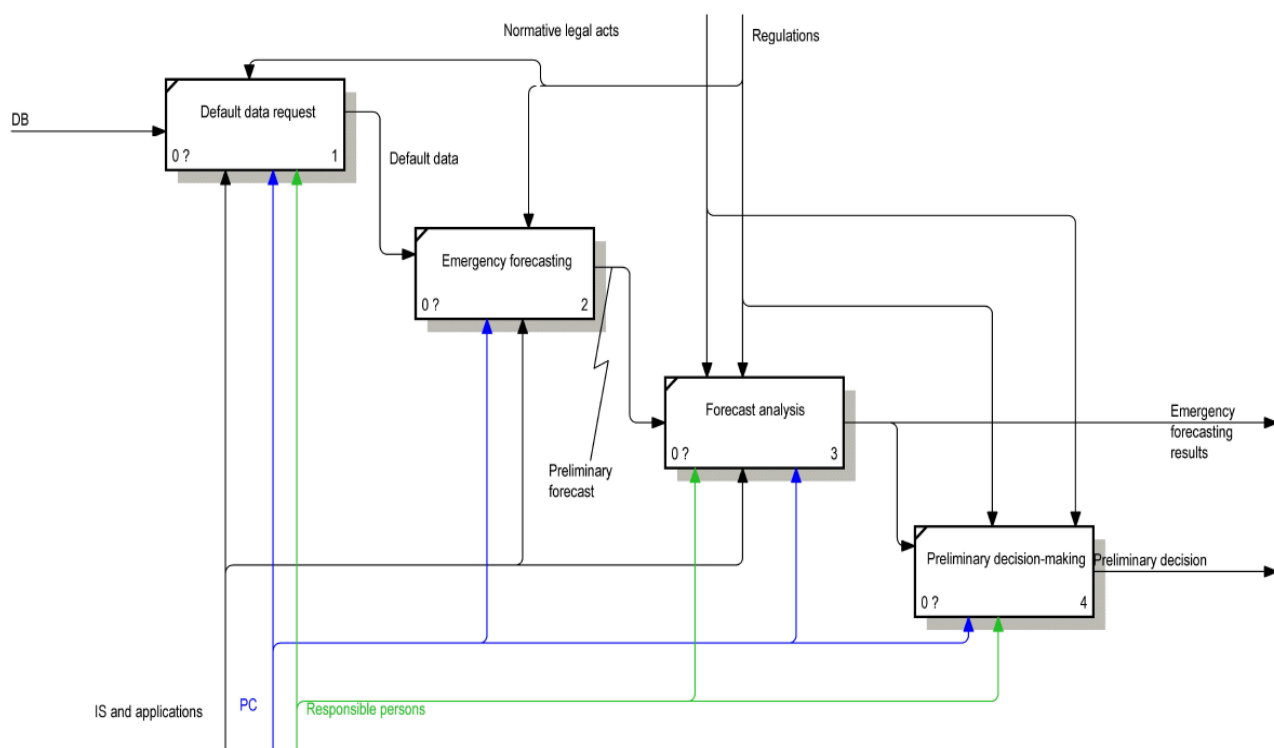 Normative legal acts
Regulations
Default data request
DB
0 ?
1
Default data
Emergency forecasting
0 ?
2
Forecast analysis
Emergency
forecasting
results
0 ?
3
Preliminary
forecast
Preliminary decision-making
Preliminary decision
0 ?
4
IS and applications
PC
Responsible persons